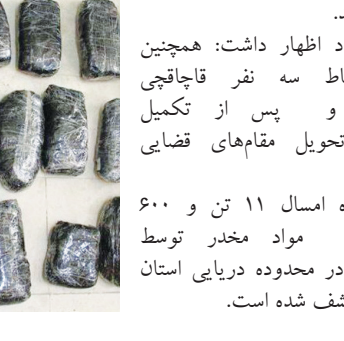 د.
د اظهار داشت: همچنین
اط سه نفر قاچاقچی
و پس از تکمیل
تحویل مقام‌های قضایی
ه امسال ۱۱ تن و ۶۰۰
مواد مخدر توسط
در محدوده دریایی استان
شف شده است.